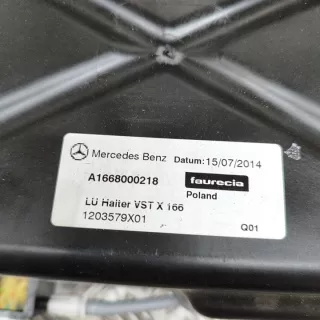 Mercedes Benz Datum: 15/07/2014
A1668000218 faurecia
Poland
LU Halter VST X 166
1203579X01
Q01